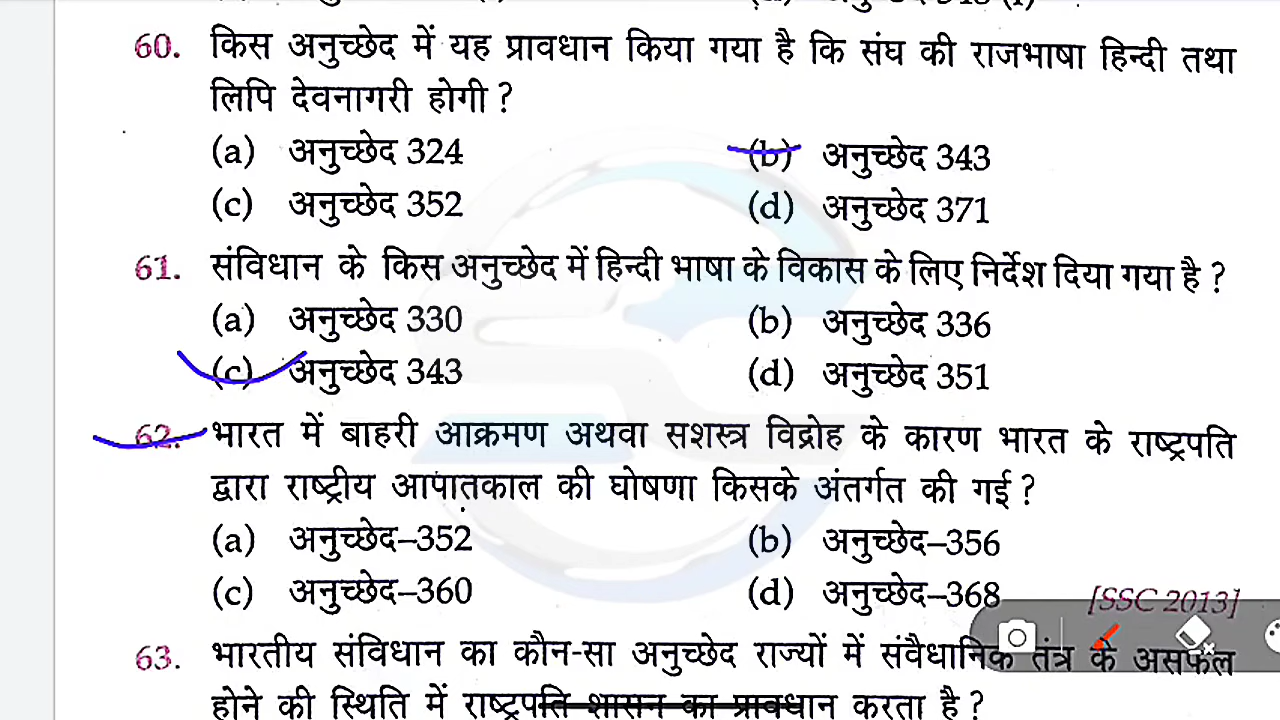 60. किस अनुच्छेद में यह प्रावधान किया गया है कि संघ की राजभाषा हिन्दी तथा
लिपि देवनागरी होगी ?
(a) अनुच्छेद 324 (b) अनुच्छेद 343
(c) अनुच्छेद 352 (d) अनुच्छेद 371
61. संविधान के किस अनुच्छेद में हिन्दी भाषा के विकास के लिए निर्देश दिया गया है ?
(a) अनुच्छेद 330 (b) अनुच्छेद 336
(c) अनुच्छेद 343 (d) अनुच्छेद 351
62. भारत में बाहरी आक्रमण अथवा सशस्त्र विद्रोह के कारण भारत के राष्ट्रपति
द्वारा राष्ट्रीय आपातकाल की घोषणा किसके अंतर्गत की गई ?
(a) अनुच्छेद–352 (b) अनुच्छेद–356
(c) अनुच्छेद–360 (d) अनुच्छेद–368
[SSC 2013]
63. भारतीय संविधान का कौन-सा अनुच्छेद राज्यों में संवैधानिक तंत्र के असफल
होने की स्थिति में राष्ट्रपति शासन का प्रावधान करता है ?